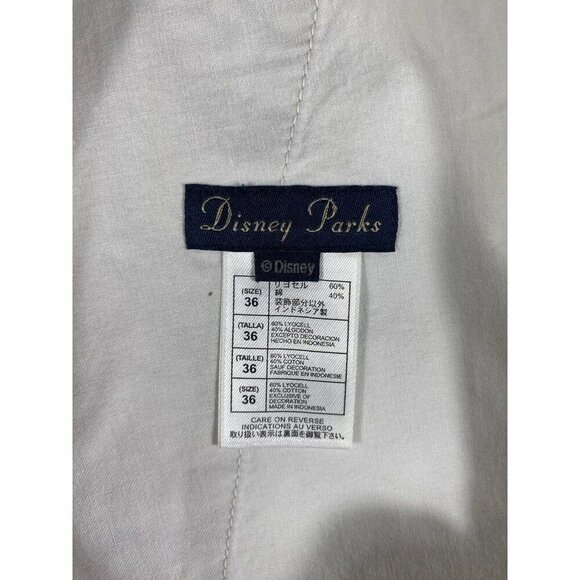 Disney Parks
©Disney
リヨセル 60%
(SIZE) 綿 40%
36 装飾部分以外
インドネシア製
60% LYOCELL
(TALLA) 40% ALGODON
36 EXCEPTO DECORACION
HECHO EN INDONESIA
60% LYOCELL
(TAILLE) 40% COTON
36 SAUF DECORATION
FABRIQUE EN INDONESIA
60% LYOCELL
(SIZE) 40% COTTON
36 EXCLUSIVE OF
DECORATION
MADE IN INDONESIA
CARE ON REVERSE
INDICATIONS AU VERSO
取り扱い表示は裏面を御覧下さい。